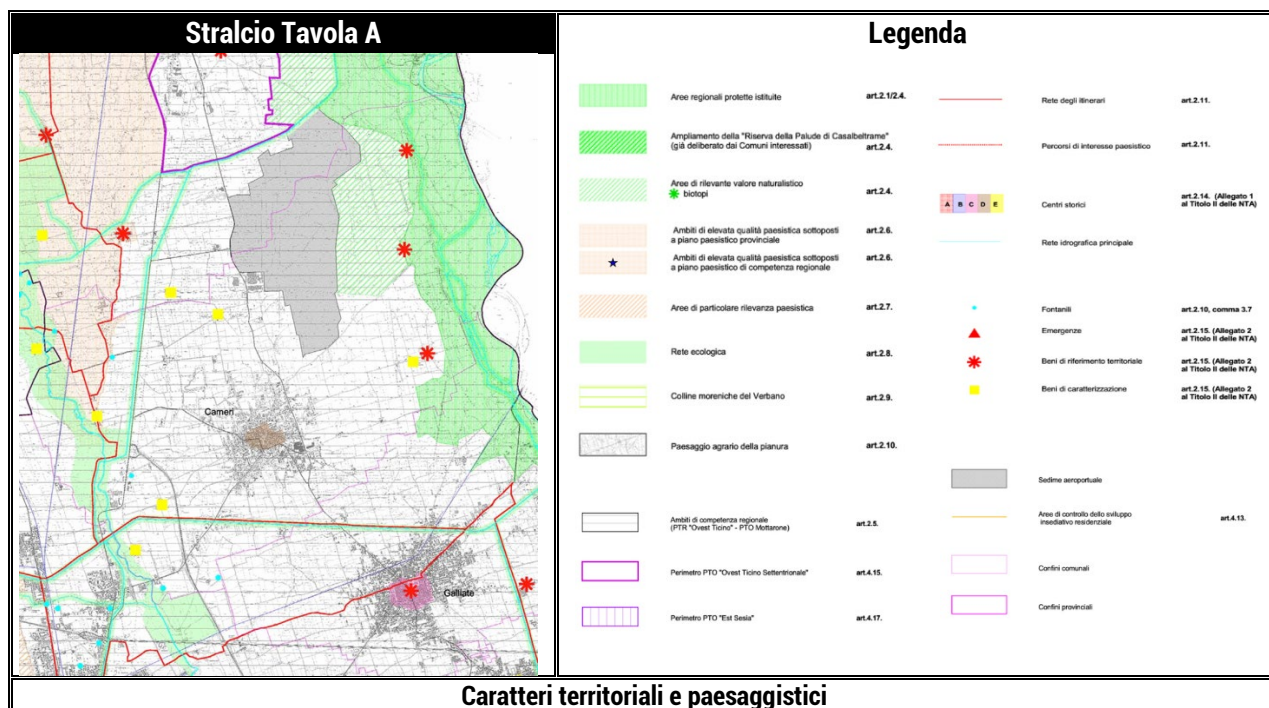 Stralcio Tavola A
Cameri
Galliate
Legenda
Aree regionali protette istituite art.2.1/2.4.
Ampliamento della "Riserva della Palude di Casalbeltrame"
(già deliberato dai Comuni interessati) art.2.4.
Aree di rilevante valore naturalistico art.2.4.
biotopi
Ambiti di elevata qualità paesistica sottoposti art.2.6.
a piano paesistico provinciale
Ambiti di elevata qualità paesistica sottoposti art.2.6.
a piano paesistico di competenza regionale
Aree di particolare rilevanza paesistica art.2.7.
Rete ecologica art.2.8.
Colline moreniche del Verbano art.2.9.
Paesaggio agrario della pianura art.2.10.
Ambiti di competenza regionale
(PTR "Ovest Ticino" - PTO Mottarone) art.2.5.
Perimetro PTO "Ovest Ticino Settentrionale" art.4.15.
Perimetro PTO "Est Sesia" art.4.17.
Rete degli itinerari art.2.11.
Percorsi di interesse paesistico art.2.11.
A B C D E Centri storici art.2.14. (Allegato 1
al Titolo II delle NTA)
Rete idrografica principale
Fontanili art.2.10, comma 3.7
Emergenze art.2.15. (Allegato 2
al Titolo II delle NTA)
Beni di riferimento territoriale art.2.15. (Allegato 2
al Titolo II delle NTA)
Beni di caratterizzazione art.2.15. (Allegato 2
al Titolo II delle NTA)
Sedime aeroportuale
Aree di controllo dello sviluppo art.4.13.
insediativo residenziale
Confini comunali
Confini provinciali
Caratteri territoriali e paesaggistici